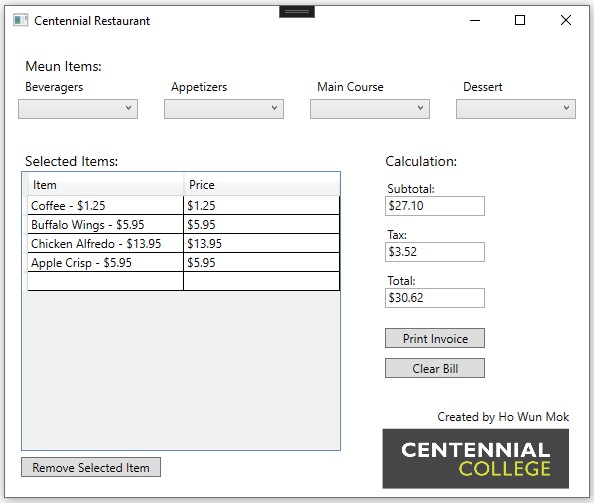 Centennial Restaurant
Meun Items:
Beveragers Appetizers Main Course Dessert
Selected Items:
Item Price
Coffee - $1.25 $1.25
Buffalo Wings - $5.95 $5.95
Chicken Alfredo - $13.95 $13.95
Apple Crisp - $5.95 $5.95
Remove Selected Item
Calculation:
Subtotal:
$27.10
Tax:
$3.52
Total:
$30.62
Print Invoice
Clear Bill
Created by Ho Wun Mok
CENTENNIAL
COLLEGE